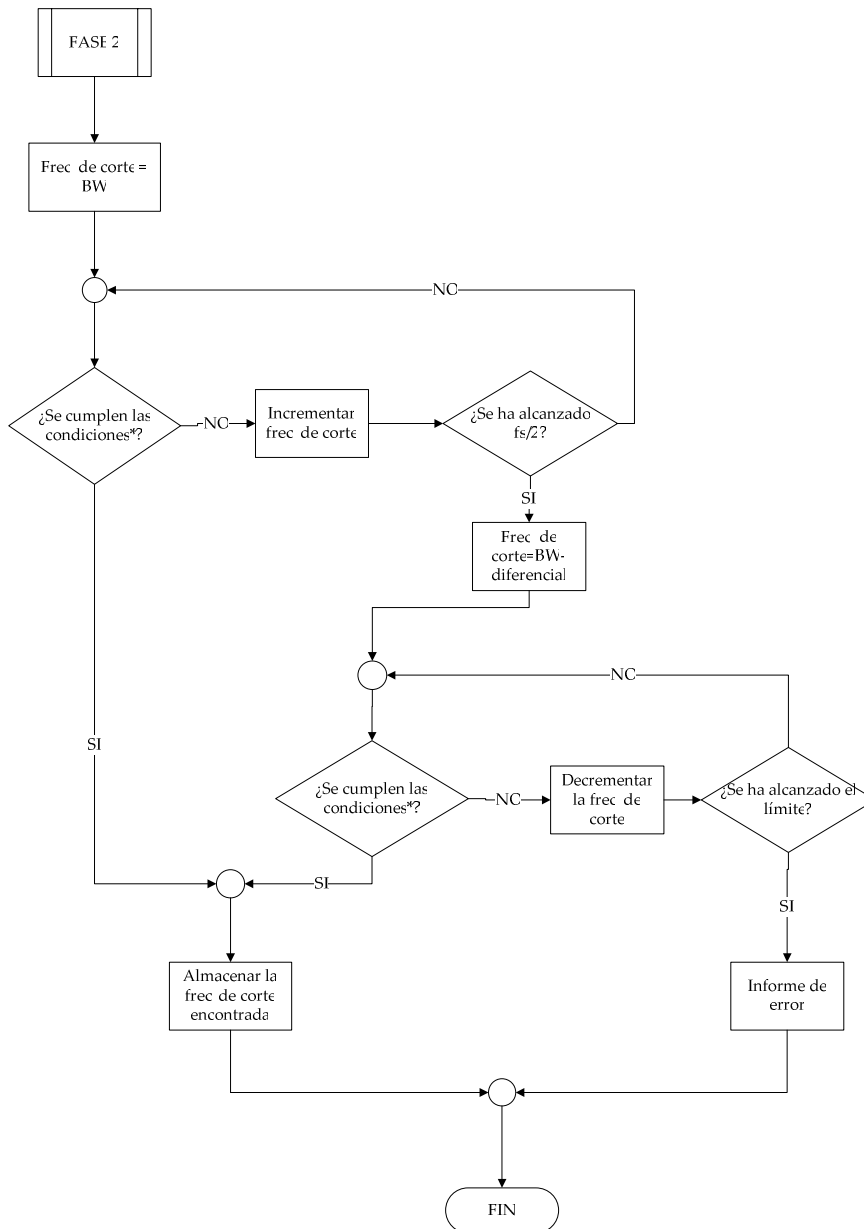 FASE 2
Frec de corte =
BW
NO
¿Se cumplen las
condiciones*?
NO
Incrementar
frec de corte
¿Se ha alcanzado
fs/2?
SI
Frec de
corte=BW-
diferencial
NO
SI
¿Se cumplen las
condiciones*?
NO
Decrementar
la frec de
corte
¿Se ha alcanzado el
límite?
SI
SI
Almacenar la
frec de corte
encontrada
Informe de
error
FIN